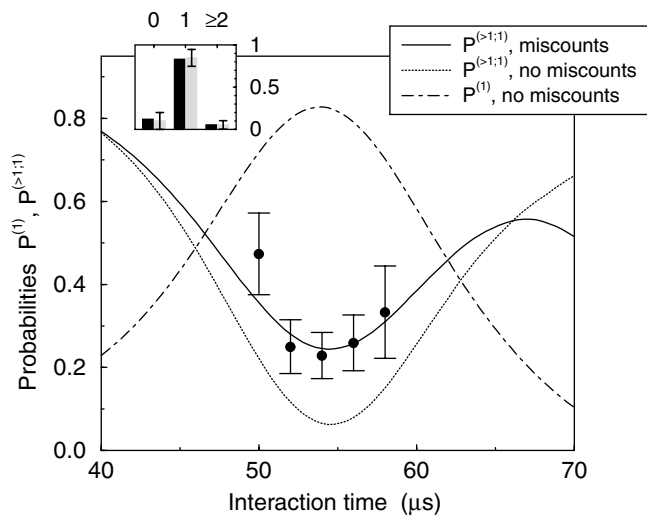 0 1 ≥2
1
0.5
0
P(>1;1), miscounts
P(>1;1), no miscounts
P(1), no miscounts
0.8
0.6
0.4
0.2
0.0
Probabilities P(1), P(>1;1)
40 50 60 70
Interaction time (μs)